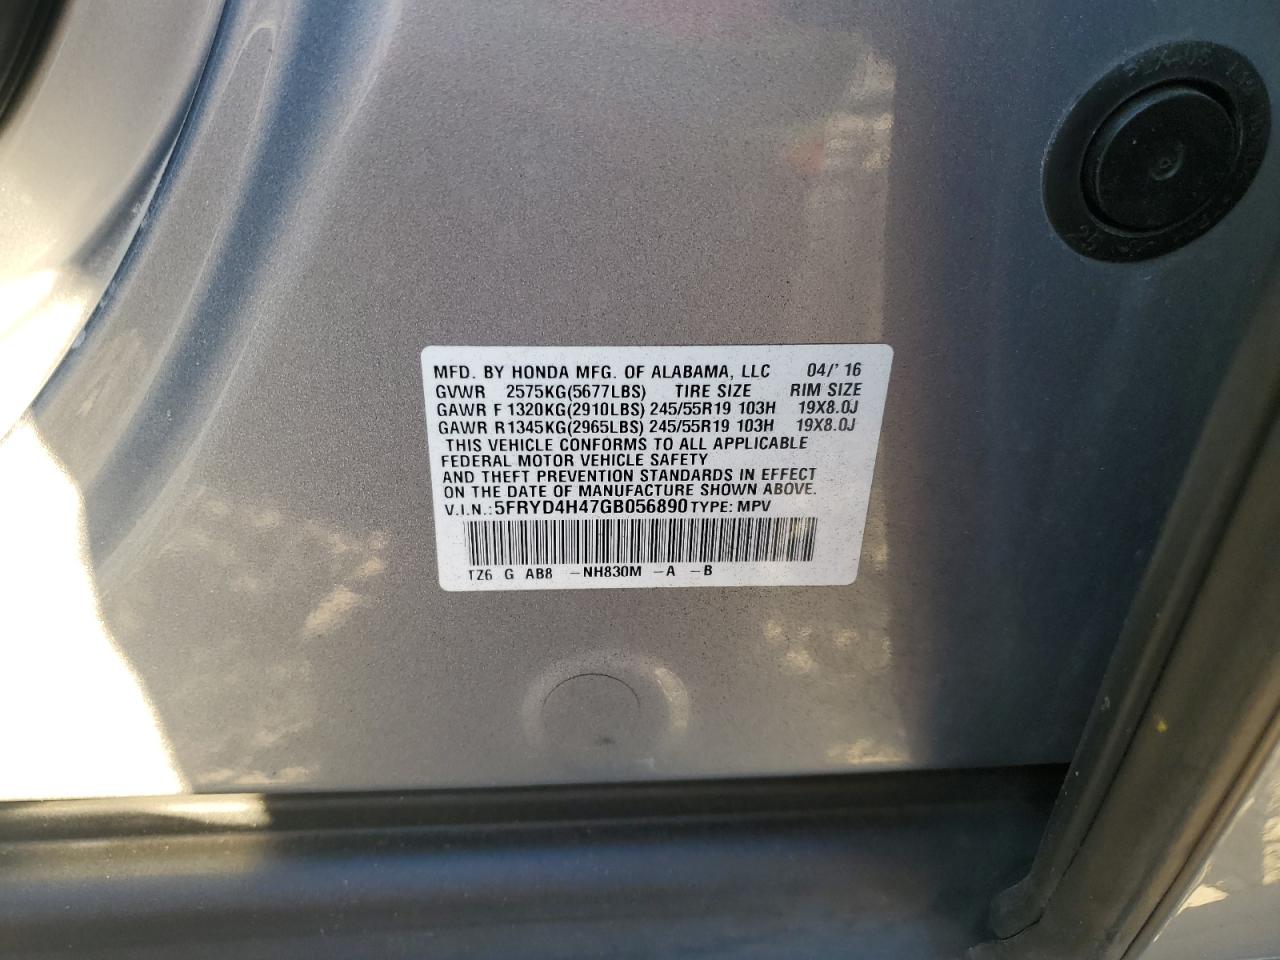 MFD. BY HONDA MFG. OF ALABAMA, LLC 04/'16
GVWR 2575KG(5677LBS) TIRE SIZE RIM SIZE
GAWR F 1320KG(2910LBS) 245/55R19 103H 19X8.0J
GAWR R1345KG(2965LBS) 245/55R19 103H 19X8.0J
THIS VEHICLE CONFORMS TO ALL APPLICABLE
FEDERAL MOTOR VEHICLE SAFETY
AND THEFT PREVENTION STANDARDS IN EFFECT
ON THE DATE OF MANUFACTURE SHOWN ABOVE.
V.I.N.: 5FRYD4H47GB056890 TYPE: MPV
TZ6 G AB8 -NH830M -A -B